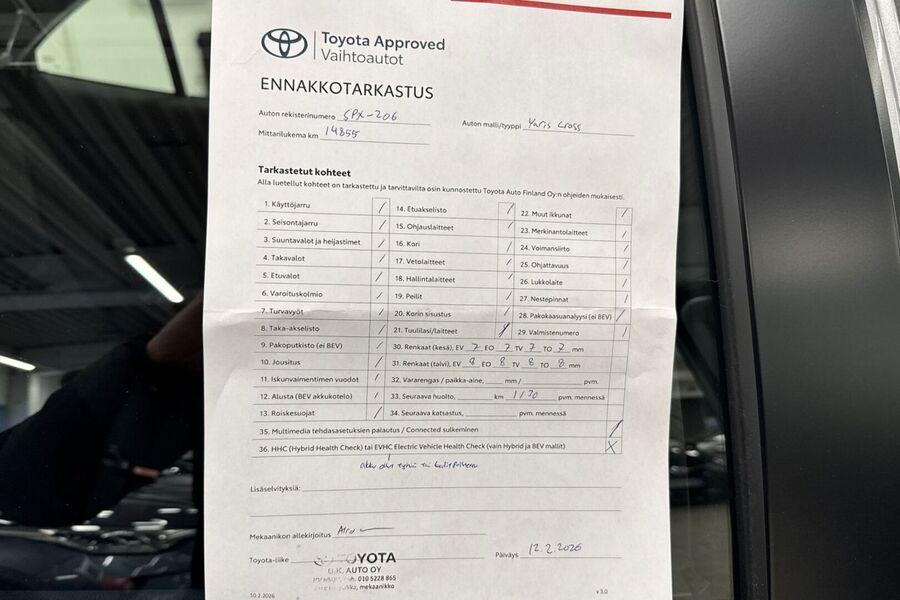 Toyota Approved
Vaihtoautot
ENNAKKOTARKASTUS
Auton rekisterinumero GPX-206 Auton malli/tyyppi Yaris Cross
Mittarilukema km 14855
Tarkastetut kohteet
Alla luetellut kohteet on tarkastettu ja tarvittavilta osin kunnostettu Toyota Auto Finland Oy:n ohjeiden mukaisesti.
1. Käyttöjarru / 14. Etuakselisto / 22. Muut ikkunat /
2. Seisontajarru / 15. Ohjauslaitteet / 23. Merkinantolaitteet /
3. Suuntavalot ja heijastimet / 16. Kori / 24. Voimansiirto /
4. Takavalot / 17. Vetolaitteet / 25. Ohjattavuus /
5. Etuvalot / 18. Hallintalaitteet / 26. Lukkolaite /
6. Varoituskolmio / 19. Peilit / 27. Nestepinnat /
7. Turvavyöt / 20. Korin sisustus / 28. Pakokaasuanalyysi (ei BEV) /
8. Taka-akselisto / 21. Tuulilasi/laitteet / 29. Valmistenumero /
9. Pakoputkisto (ei BEV) / 30. Renkaat (kesä), EV 7 EO 7 TV 7 TO 7 mm
10. Jousitus / 31. Renkaat (talvi), EV 8 EO 8 TV 8 TO 8 mm
11. Iskunvaimentimen vuodot / 32. Vararengas / paikka-aine, mm / pvm.
12. Alusta (BEV akkukotelo) / 33. Seuraava huolto, km 1/30 pvm. mennessä
13. Roiskesuojat / 34. Seuraava katsastus, pvm. mennessä
35. Multimedia tehdasasetuksien palautus / Connected sulkeminen /
36. HHC (Hybrid Health Check) tai EVHC Electric Vehicle Health Check (vain Hybrid ja BEV mallit) X
Lisäselvityksiä:
Mekaanikon allekirjoitus
Toyota-liike TOYOTA Päiväys 12.2.2026
O.K. AUTO OY
puh. 010 5228 865
mekaanikko
10.2.2026 v 3.0